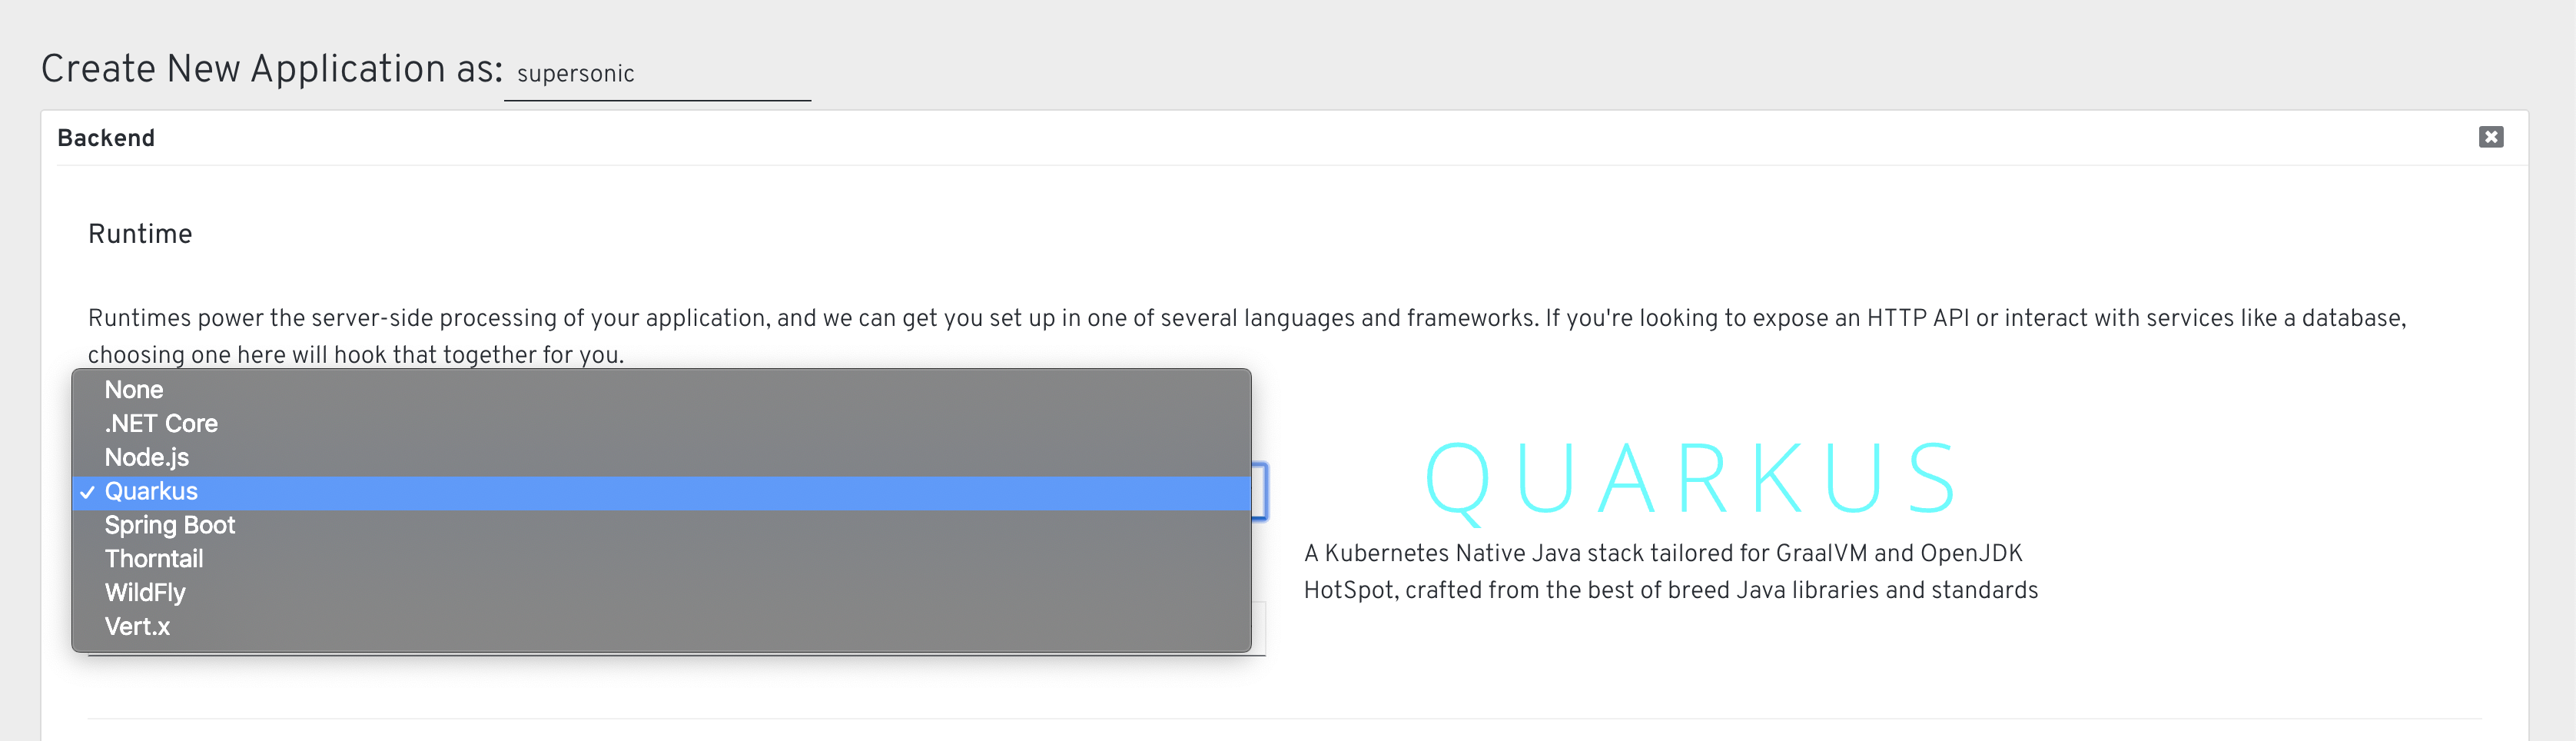 Create New Application as: supersonic
Backend
Runtime
Runtimes power the server-side processing of your application, and we can get you set up in one of several languages and frameworks. If you're looking to expose an HTTP API or interact with services like a database,
choosing one here will hook that together for you.
None
.NET Core
Node.js
✓ Quarkus
Spring Boot
Thorntail
WildFly
Vert.x
QUARKUS
A Kubernetes Native Java stack tailored for GraalVM and OpenJDK
HotSpot, crafted from the best of breed Java libraries and standards